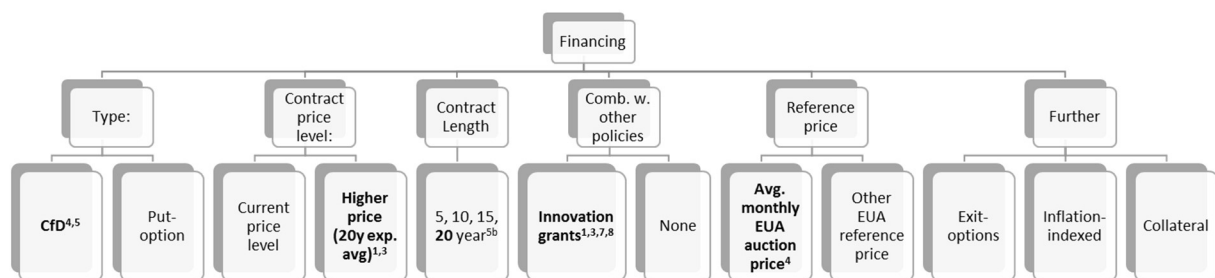 Financing
Type:
Contract
price
level:
Contract
Length
Comb. w.
other
policies
Reference
price
Further
CfD4,5
Put-
option
Current
price level
Higher
price
(20y exp.
avg)1,3
5, 10, 15,
20 year5b
Innovation
grants1,3,7,8
None
Avg.
monthly
EUA
auction
price4
Other
EUA
reference
price
Exit-
options
Inflation-
indexed
Collateral